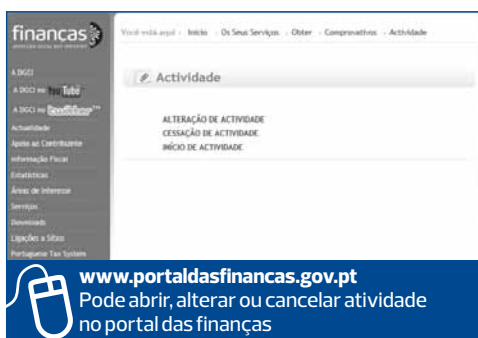 finanças
Você está aqui: Início Os Seus Serviços Obter Comprovativos Actividade
Actividade
A DGCI
A DGCI no YouTube
A DGCI no
Actualidade
Apoio ao Contribuinte
Informação Fiscal
Estatísticas
Áreas de Interesse
Serviços
Downloads
Ligações a Sítios
Portuguese Tax System
ALTERAÇÃO DE ACTIVIDADE
CESSAÇÃO DE ACTIVIDADE
INÍCIO DE ACTIVIDADE
www.portaldasfinancas.gov.pt
Pode abrir, alterar ou cancelar atividade
no portal das finanças